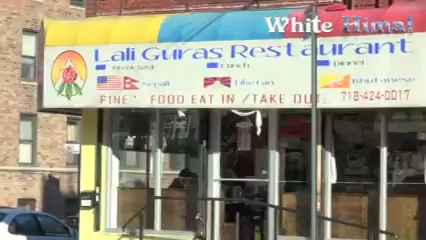 White Himal
Lali Guras Restaurant
Breakfast Lunch Dinner
Nepali Tibetan Bhutanese
FINE FOOD EAT IN /TAKE OUT: 718-424-0017